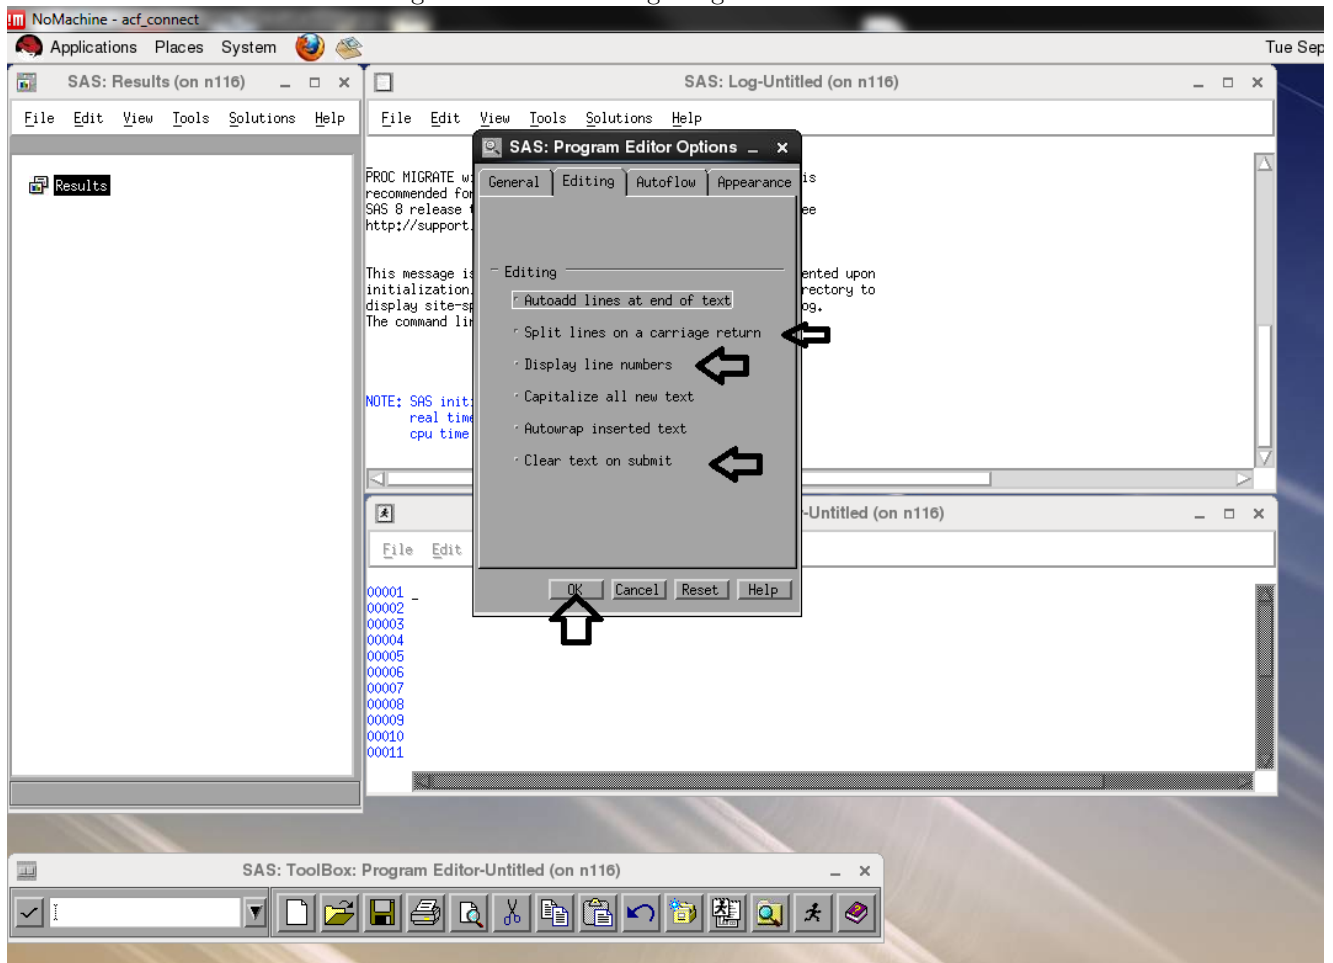 NoMachine - acf_connect
Applications Places System
Tue Sep
SAS: Results (on n116)
File Edit View Tools Solutions Help
Results
SAS: Log-Untitled (on n116)
File Edit View Tools Solutions Help
PROC MIGRATE is
recommended for
SAS 8 release ee
http://support.
This message is ented upon
initialization. rectory to
display site-sp og.
The command lin
NOTE: SAS init
real time
cpu time
SAS: Program Editor Options
General Editing Autoflow Appearance
Editing
Autoadd lines at end of text
Split lines on a carriage return
Display line numbers
Capitalize all new text
Autowrap inserted text
Clear text on submit
OK Cancel Reset Help
-Untitled (on n116)
File Edit
00001
00002
00003
00004
00005
00006
00007
00008
00009
00010
00011
SAS: ToolBox: Program Editor-Untitled (on n116)